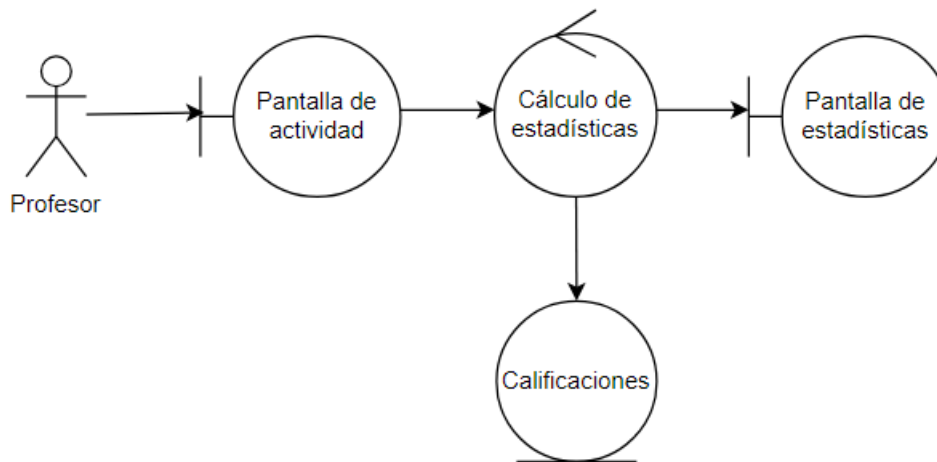 Profesor
Pantalla de
actividad
Cálculo de
estadísticas
Pantalla de
estadísticas
Calificaciones